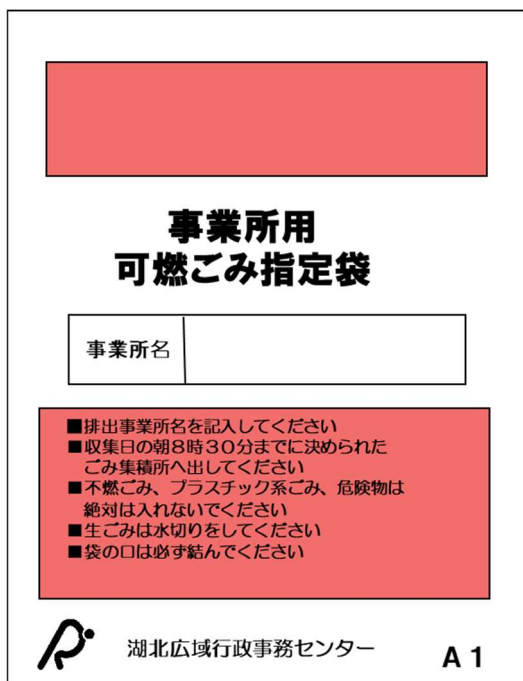 事業所用
可燃ごみ指定袋
事業所名
■排出事業所名を記入してください
■収集日の朝8時30分までに決められた
ごみ集積所へ出してください
■不燃ごみ、プラスチック系ごみ、危険物は
絶対は入れないでください
■生ごみは水切りをしてください
■袋の口は必ず結んでください
湖北広域行政事務センター
A1